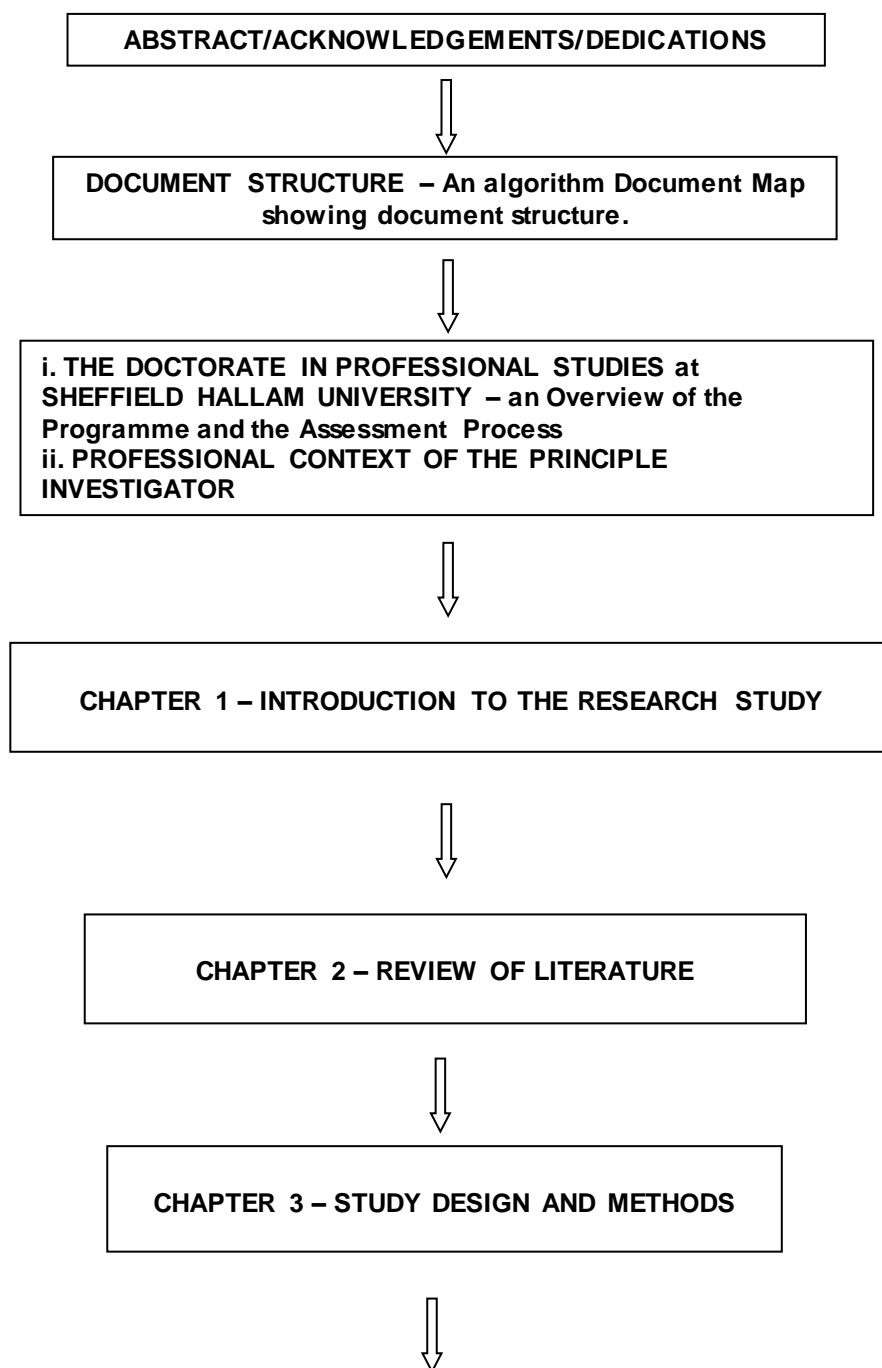 ABSTRACT/ACKNOWLEDGEMENTS/DEDICATIONS
DOCUMENT STRUCTURE – An algorithm Document Map
showing document structure.
i. THE DOCTORATE IN PROFESSIONAL STUDIES at
SHEFFIELD HALLAM UNIVERSITY – an Overview of the
Programme and the Assessment Process
ii. PROFESSIONAL CONTEXT OF THE PRINCIPLE
INVESTIGATOR
CHAPTER 1 – INTRODUCTION TO THE RESEARCH STUDY
CHAPTER 2 – REVIEW OF LITERATURE
CHAPTER 3 – STUDY DESIGN AND METHODS